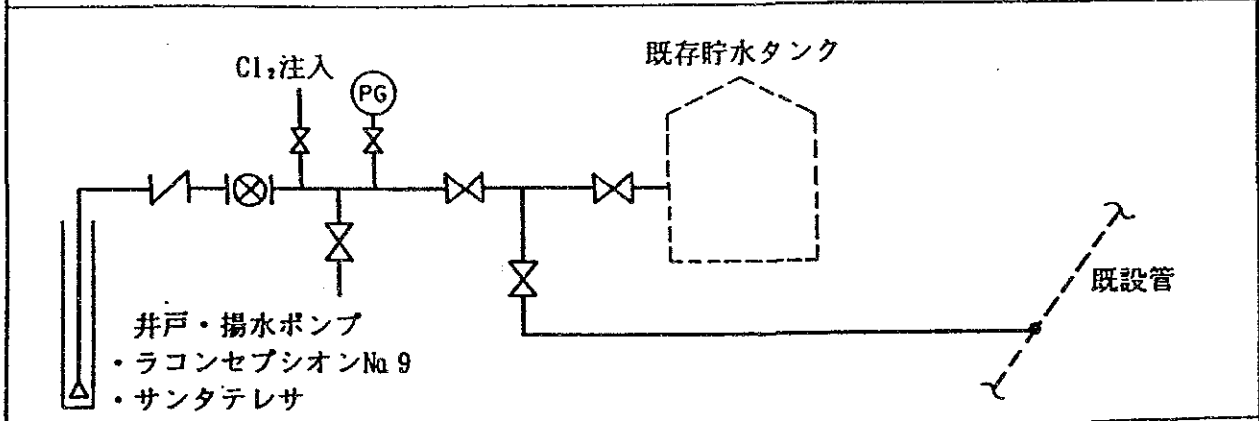 Cl₂注入
PG
既存貯水タンク
既設管
井戸・揚水ポンプ
・ラコンセプシオン№9
・サンタテレサ